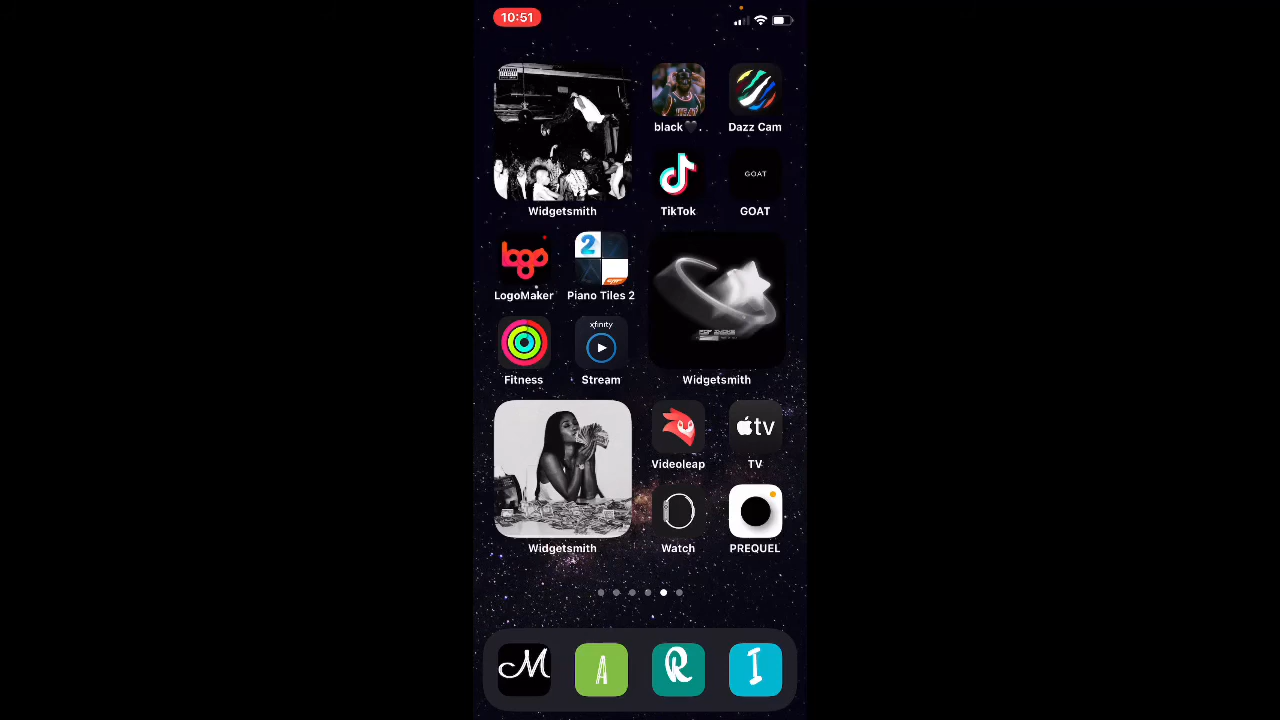 10:51
black🖤.
Dazz Cam
Widgetsmith
TikTok
GOAT
GOAT
logo
LogoMaker
2
Piano Tiles 2
Fitness
xfinity
Stream
Widgetsmith
Videoleap
tv
TV
Widgetsmith
Watch
PREQUEL
M
A
R
I